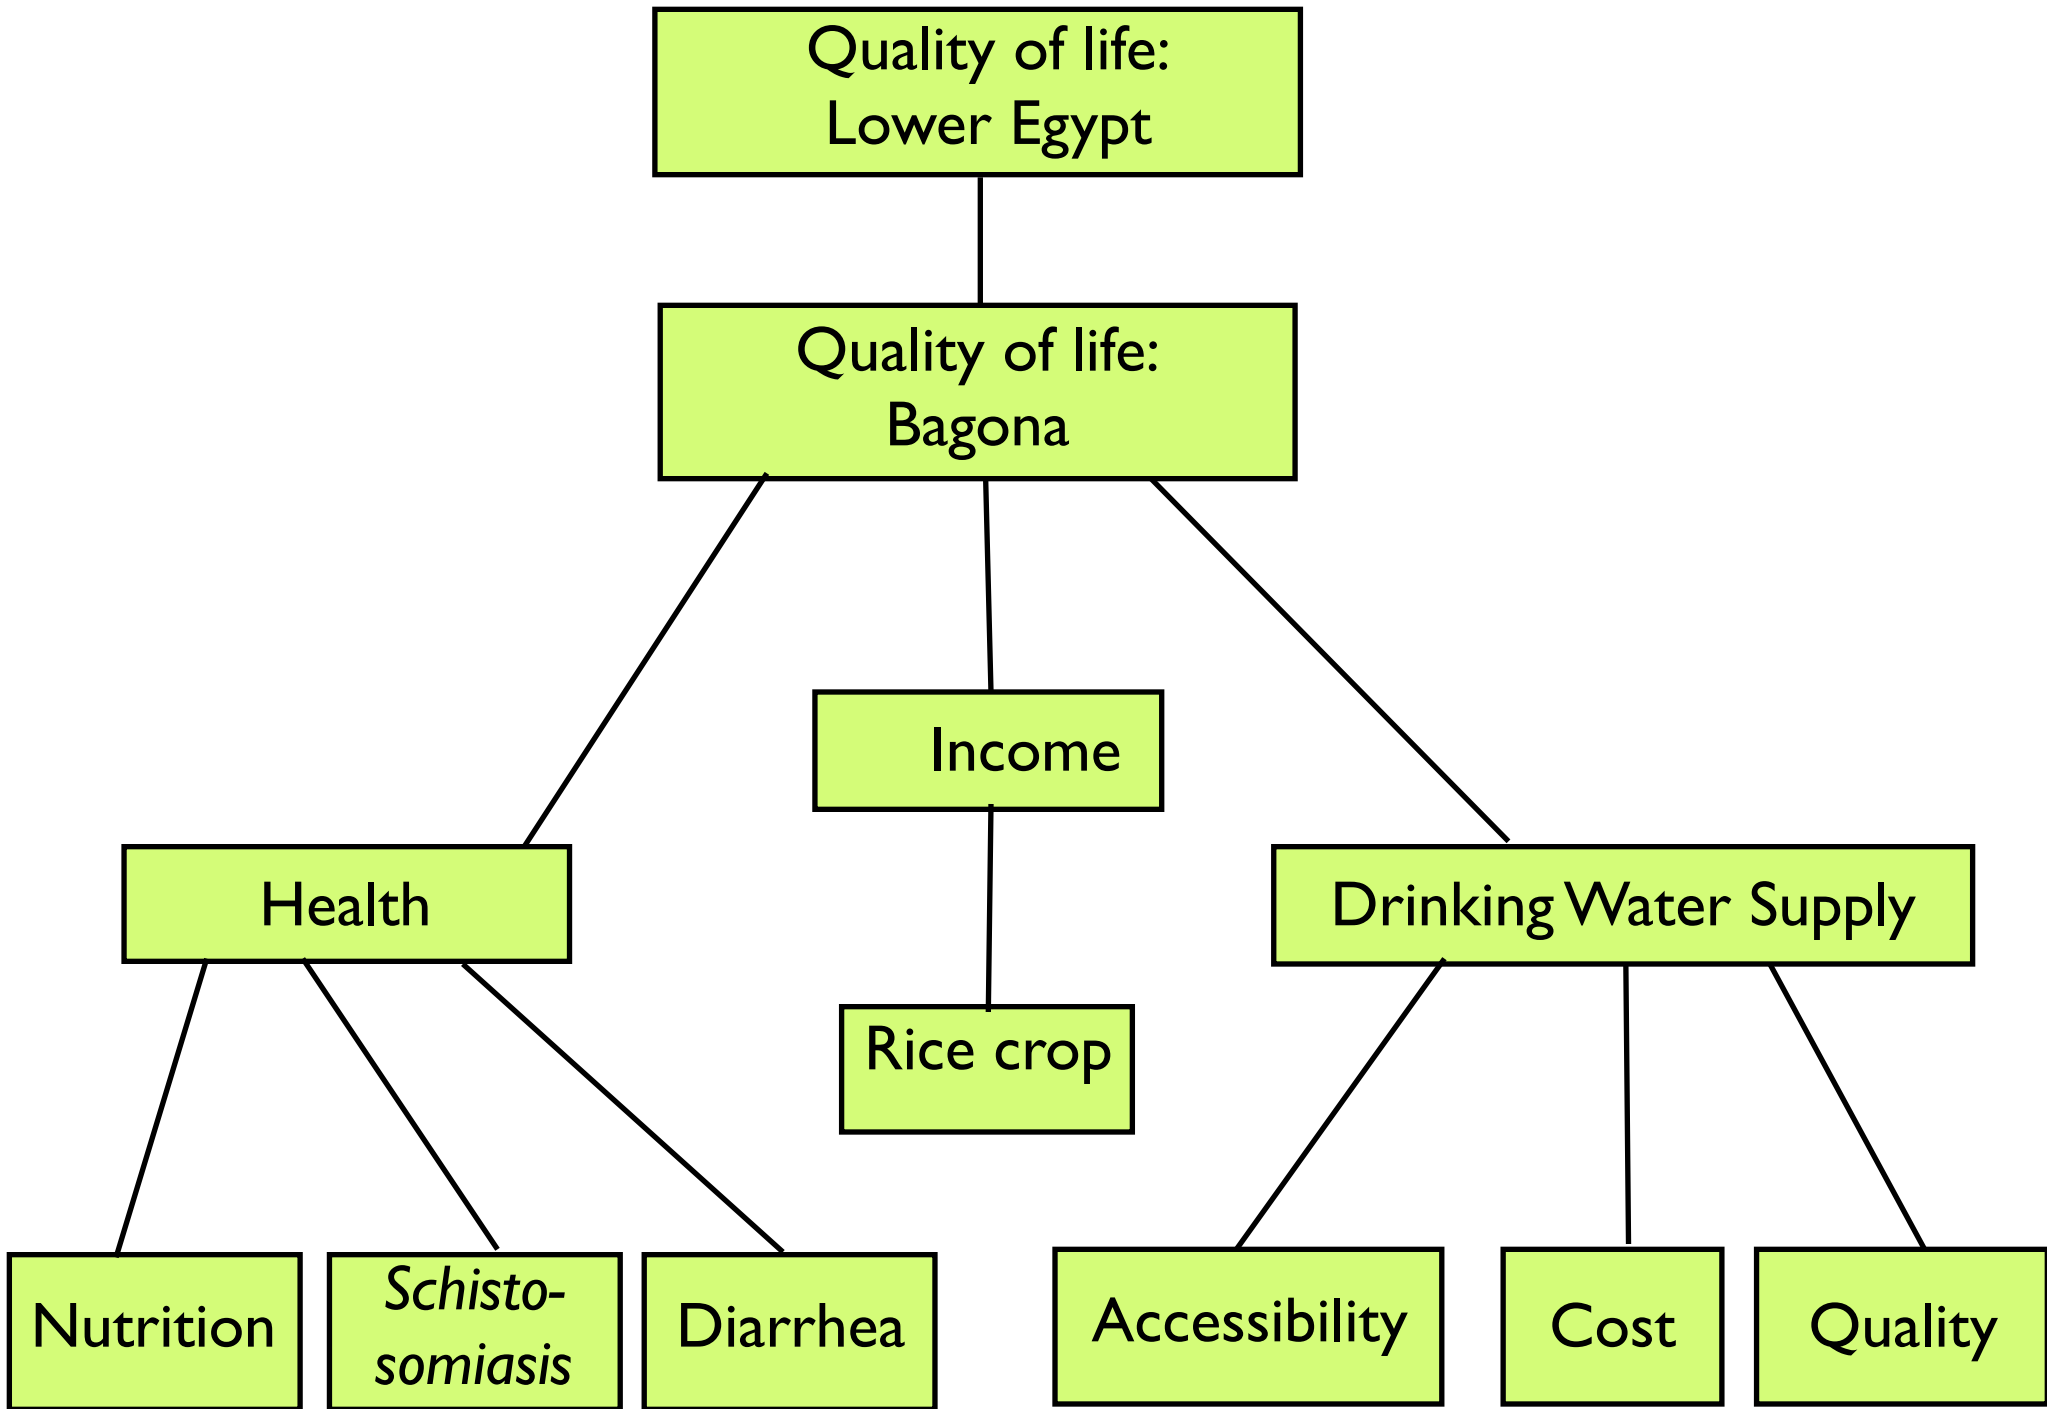 Quality of life:
Lower Egypt
Quality of life:
Bagona
Income
Health
Drinking Water Supply
Rice crop
Nutrition
Schisto-
somiasis
Diarrhea
Accessibility
Cost
Quality